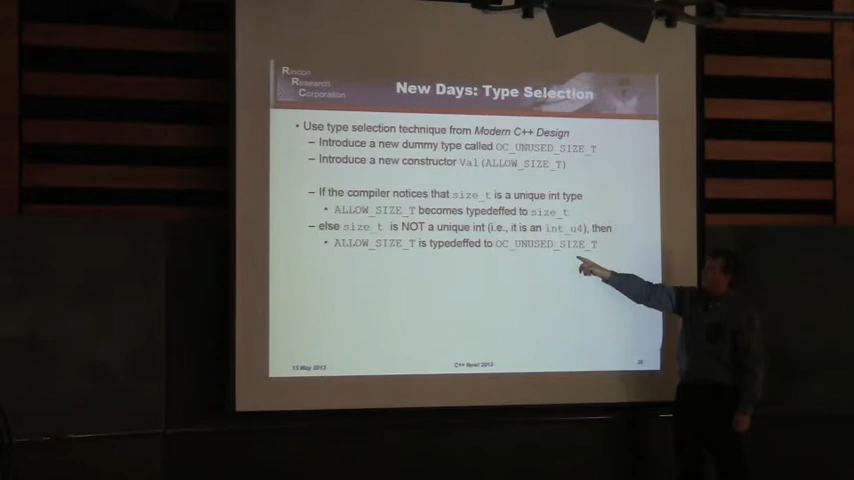 Rincon
Research
Corporation
New Days: Type Selection
• Use type selection technique from Modern C++ Design
– Introduce a new dummy type called OC_UNUSED_SIZE_T
– Introduce a new constructor Val(ALLOW_SIZE_T)
– If the compiler notices that size_t is a unique int type
• ALLOW_SIZE_T becomes typedeffed to size_t
– else size_t is NOT a unique int (i.e., it is an int_u4), then
• ALLOW_SIZE_T is typedeffed to OC_UNUSED_SIZE_T
15 May 2013
C++ Now! 2013